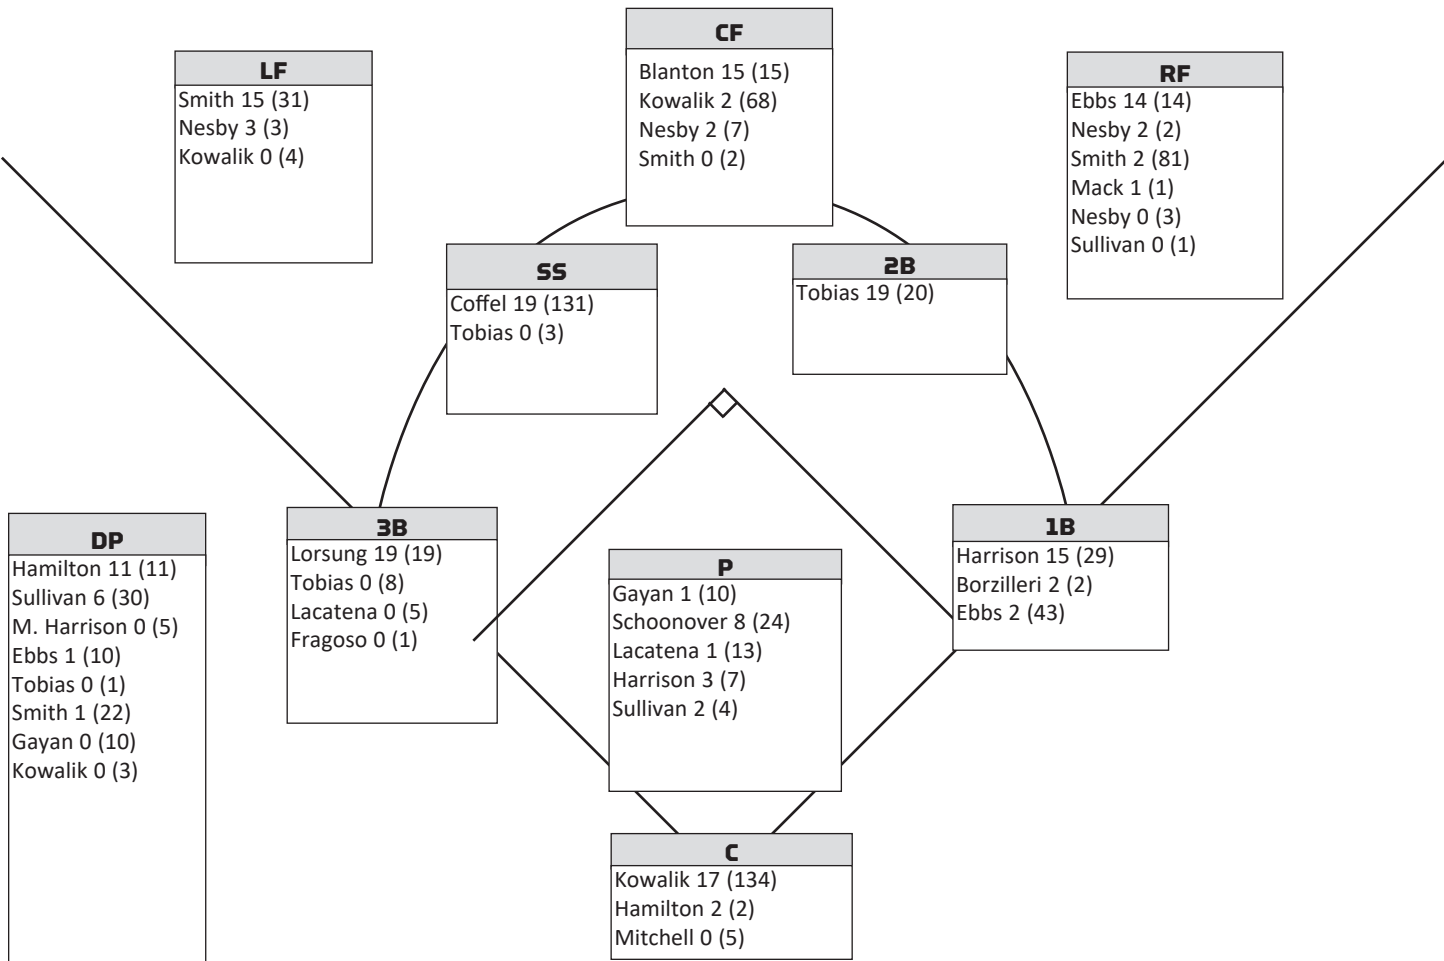 CF
Blanton 15 (15)
Kowalik 2 (68)
Nesby 2 (7)
Smith 0 (2)
LF
Smith 15 (31)
Nesby 3 (3)
Kowalik 0 (4)
RF
Ebbs 14 (14)
Nesby 2 (2)
Smith 2 (81)
Mack 1 (1)
Nesby 0 (3)
Sullivan 0 (1)
SS
Coffel 19 (131)
Tobias 0 (3)
2B
Tobias 19 (20)
DP
Hamilton 11 (11)
Sullivan 6 (30)
M. Harrison 0 (5)
Ebbs 1 (10)
Tobias 0 (1)
Smith 1 (22)
Gayan 0 (10)
Kowalik 0 (3)
3B
Lorsung 19 (19)
Tobias 0 (8)
Lacatena 0 (5)
Fragoso 0 (1)
P
Gayan 1 (10)
Schoonover 8 (24)
Lacatena 1 (13)
Harrison 3 (7)
Sullivan 2 (4)
1B
Harrison 15 (29)
Borzilleri 2 (2)
Ebbs 2 (43)
C
Kowalik 17 (134)
Hamilton 2 (2)
Mitchell 0 (5)